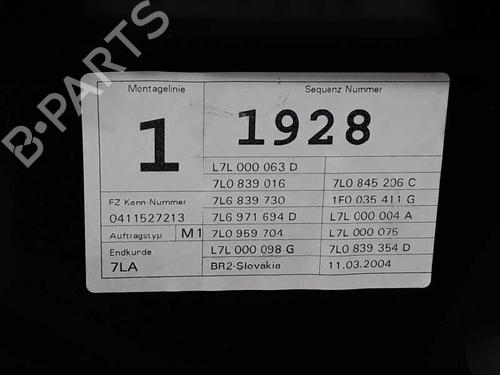 B-PARTS
Montagelinie
Sequenz Nummer
1
1928
L7L 000 063 D
7L0 839 016
7L0 845 206 C
FZ Kenn-Nummer
7L6 839 730
1F0 035 411 G
0411527213
7L6 971 694 D
L7L 000 004 A
Auftragstyp
M1
7L0 959 704
L7L 000 075
Endkurde
L7L 000 098 G
7L0 839 354 D
7LA
BR2-Slovakia
11.03.2004